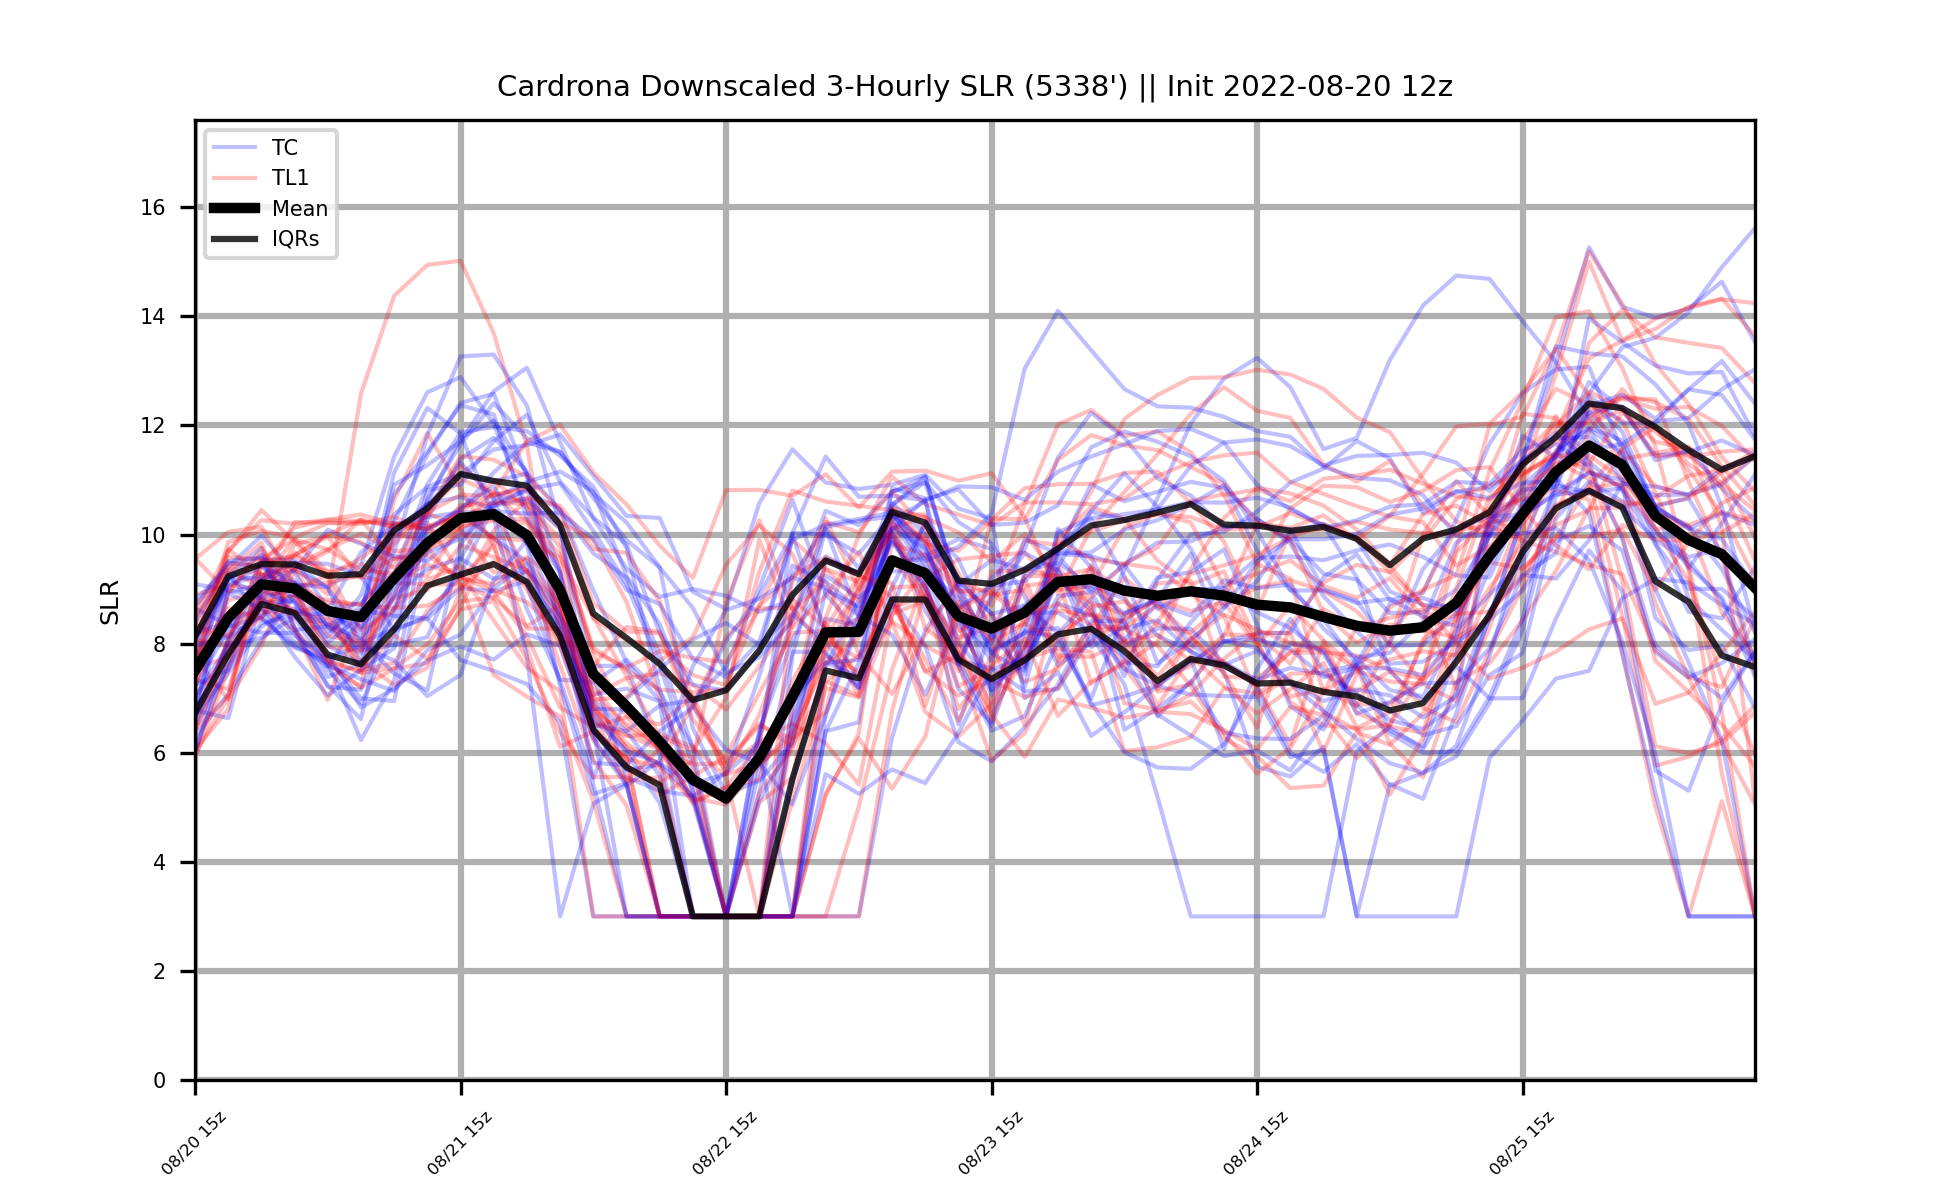 Cardrona Downscaled 3-Hourly SLR (5338') || Init 2022-08-20 12z
TC
TL1
Mean
IQRs
SLR
16
14
12
10
8
6
4
2
0
08/20 15z
08/21 15z
08/22 15z
08/23 15z
08/24 15z
08/25 15z